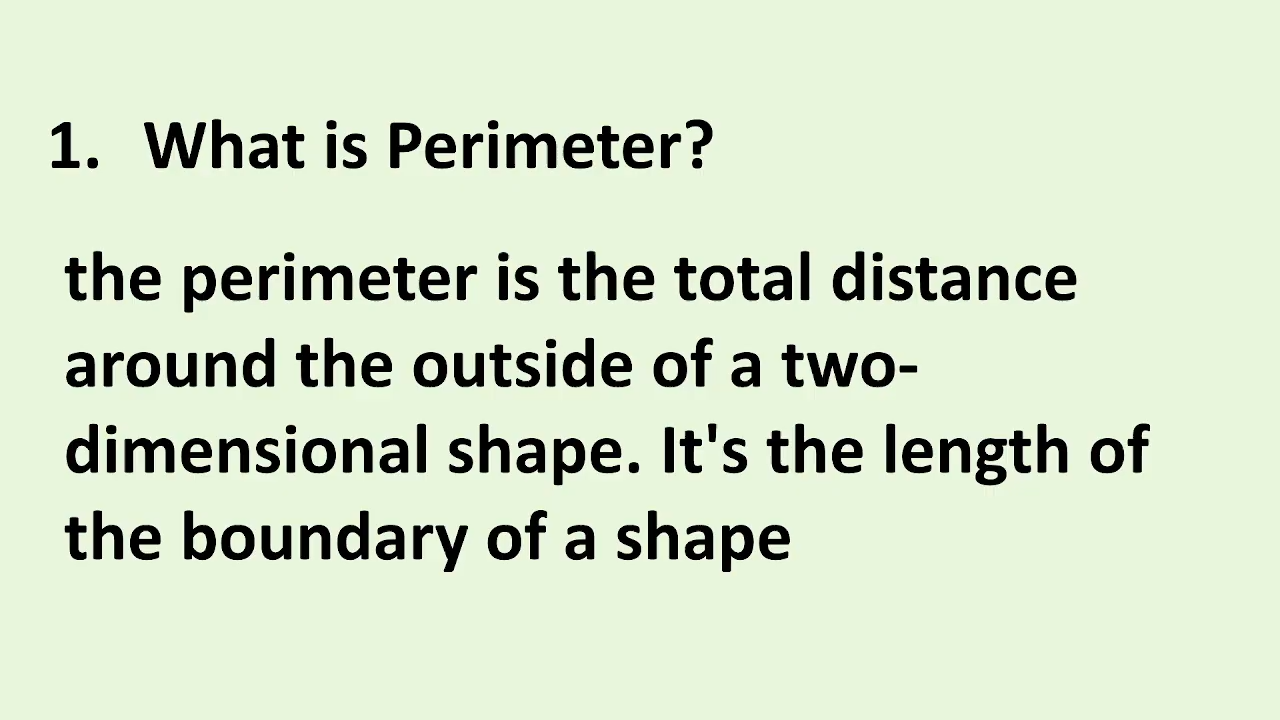 1. What is Perimeter?
the perimeter is the total distance
around the outside of a two-
dimensional shape. It's the length of
the boundary of a shape